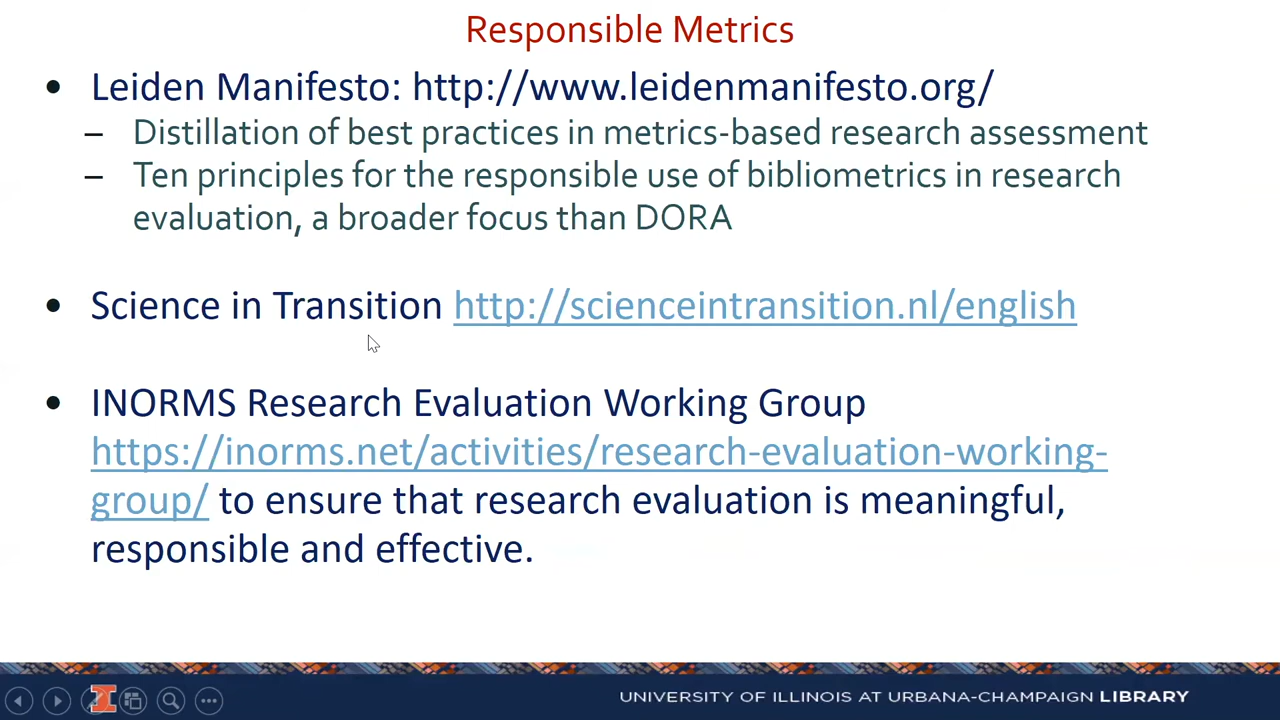 Responsible Metrics
• Leiden Manifesto: http://www.leidenmanifesto.org/
– Distillation of best practices in metrics-based research assessment
– Ten principles for the responsible use of bibliometrics in research
evaluation, a broader focus than DORA
• Science in Transition http://scienceintransition.nl/english
• INORMS Research Evaluation Working Group
https://inorms.net/activities/research-evaluation-working-
group/ to ensure that research evaluation is meaningful,
responsible and effective.
I
UNIVERSITY OF ILLINOIS AT URBANA-CHAMPAIGN LIBRARY